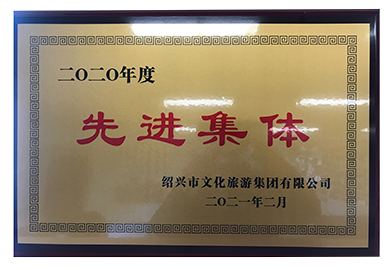 二〇二〇年度
先进集体
绍兴市文化旅游集团有限公司
二〇二一年二月